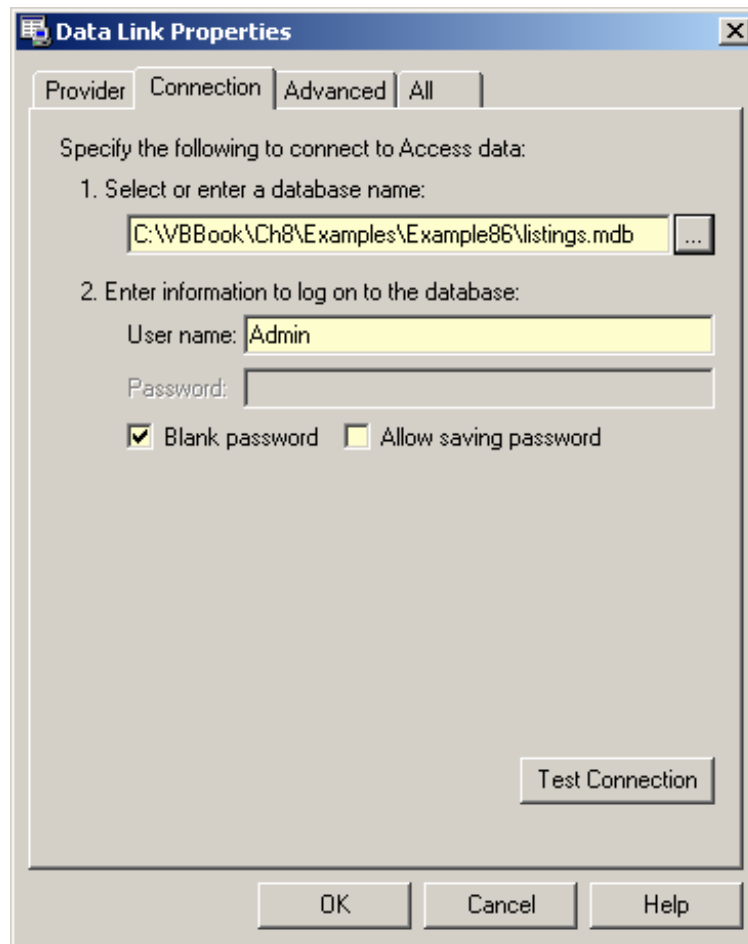 Data Link Properties
Provider Connection Advanced All
Specify the following to connect to Access data:
1. Select or enter a database name:
C:\VBBook\Ch8\Examples\Example86\listings.mdb ...
2. Enter information to log on to the database:
User name: Admin
Password:
Blank password Allow saving password
Test Connection
OK Cancel Help